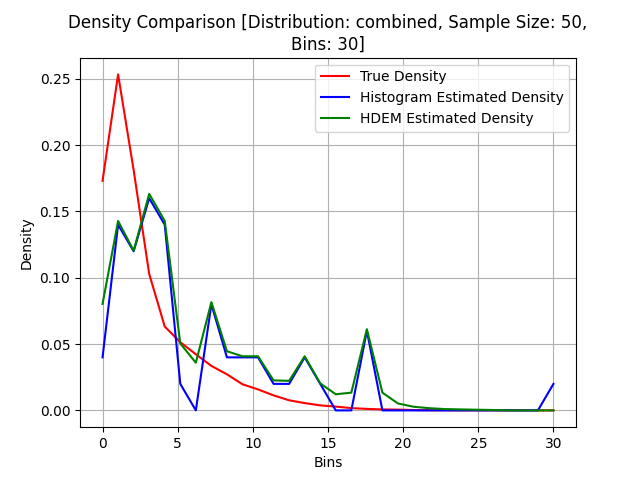 Density Comparison [Distribution: combined, Sample Size: 50,
Bins: 30]
True Density
Histogram Estimated Density
HDEM Estimated Density
Density
0.25
0.20
0.15
0.10
0.05
0.00
0 5 10 15 20 25 30
Bins